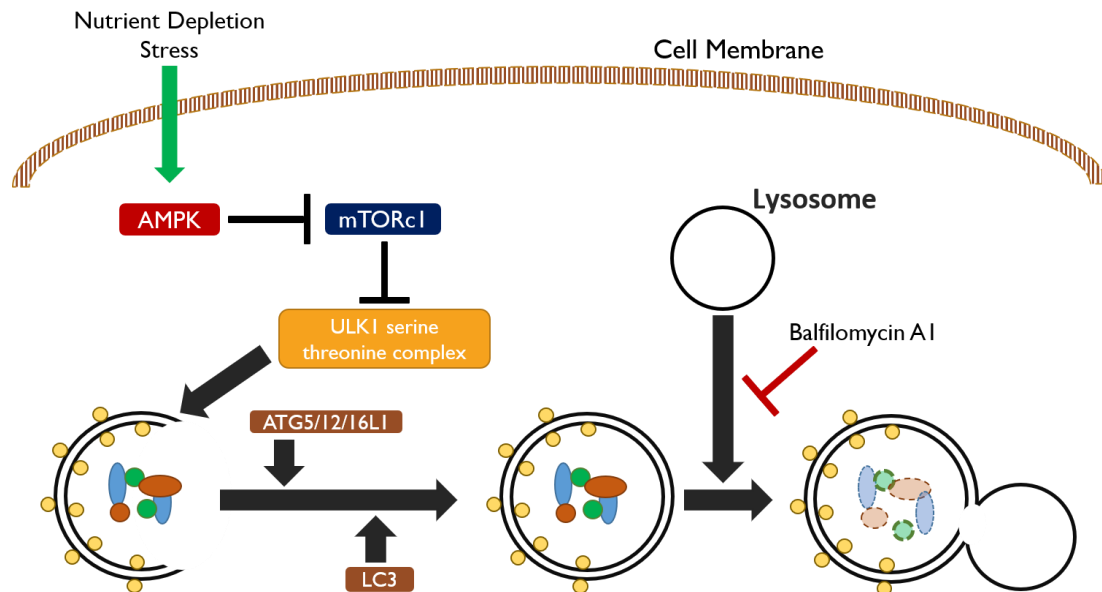 Nutrient Depletion
Stress
Cell Membrane
AMPK
mTORc1
Lysosome
ULK1 serine
threonine complex
Balfilomycin A1
ATG5/12/16L1
LC3